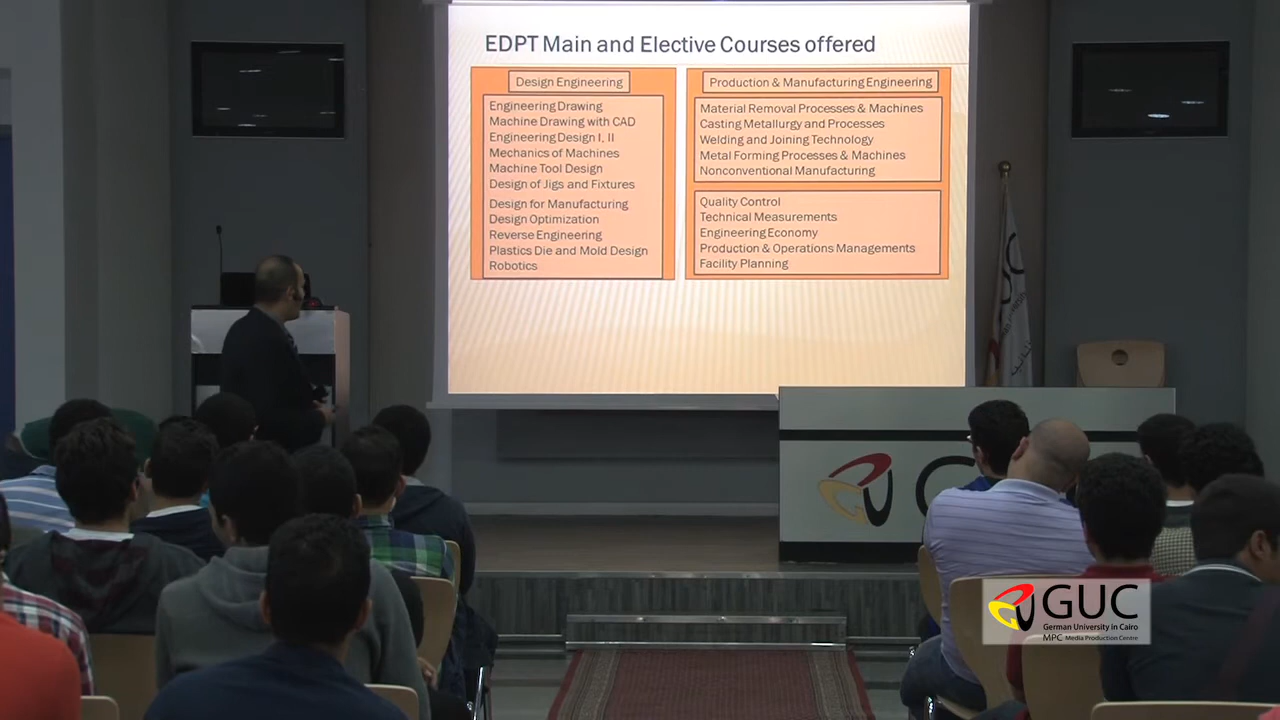 EDPT Main and Elective Courses offered
Design Engineering
Engineering Drawing
Machine Drawing with CAD
Engineering Design I, II
Mechanics of Machines
Machine Tool Design
Design of Jigs and Fixtures
Design for Manufacturing
Design Optimization
Reverse Engineering
Plastics Die and Mold Design
Robotics
Production & Manufacturing Engineering
Material Removal Processes & Machines
Casting Metallurgy and Processes
Welding and Joining Technology
Metal Forming Processes & Machines
Nonconventional Manufacturing
Quality Control
Technical Measurements
Engineering Economy
Production & Operations Managements
Facility Planning
GUC
German University in Cairo
MPC Media Production Centre